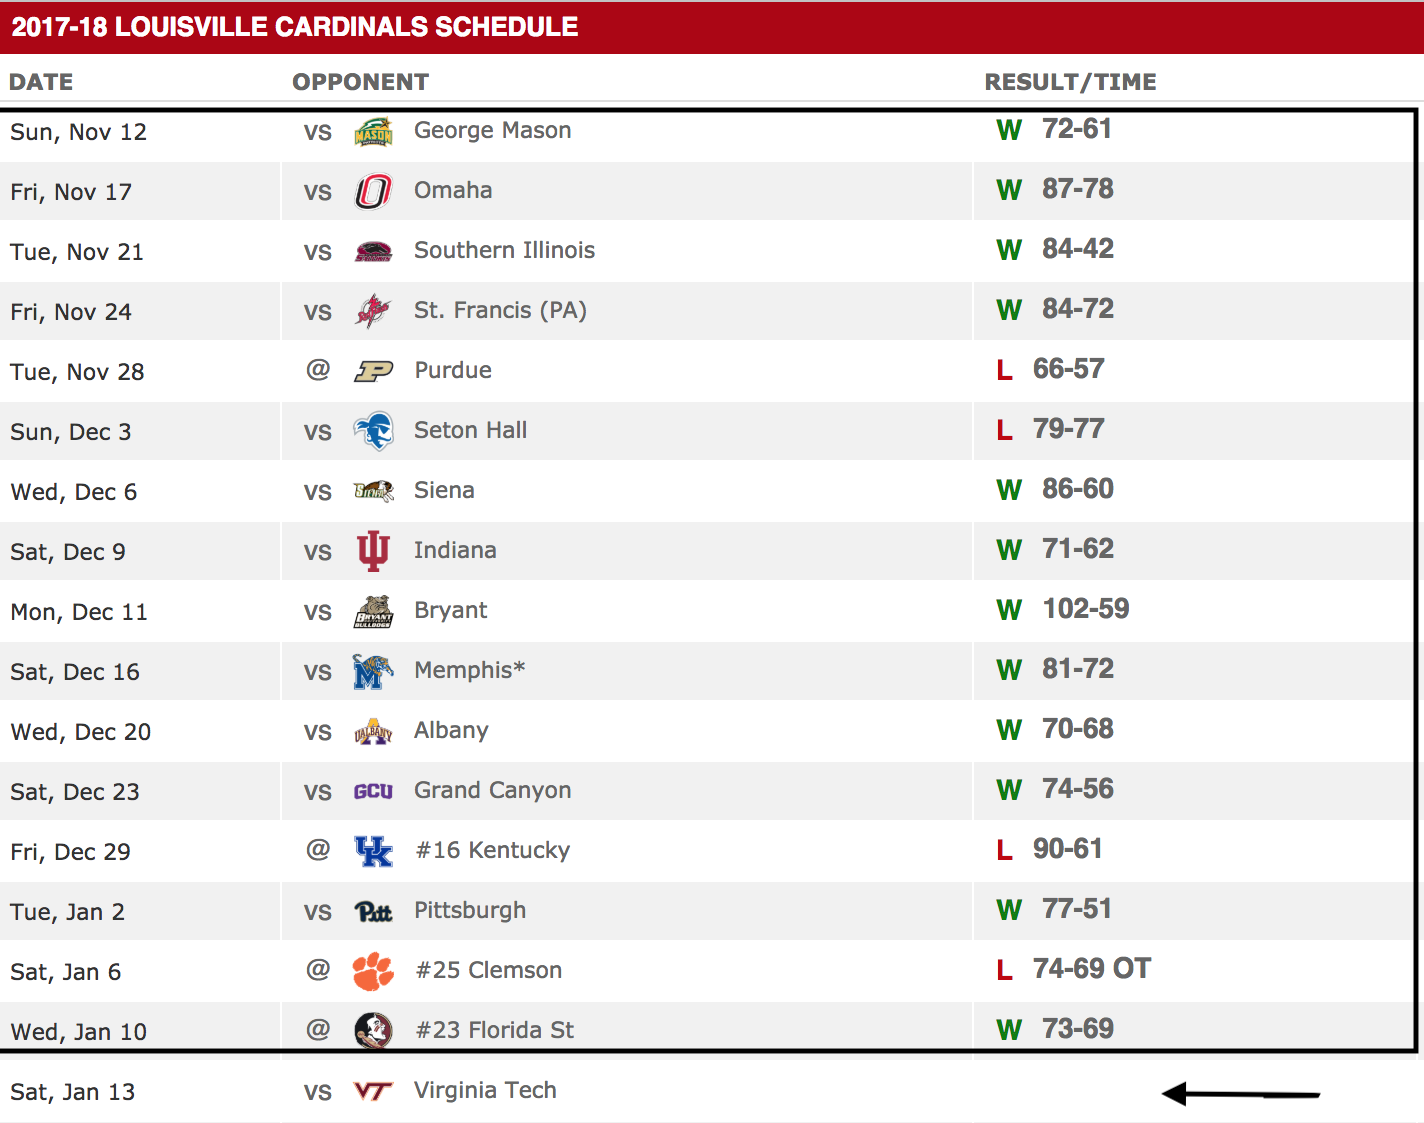 2017-18 LOUISVILLE CARDINALS SCHEDULE
DATE OPPONENT RESULT/TIME
Sun, Nov 12 vs MASON George Mason W 72-61
Fri, Nov 17 vs O Omaha W 87-78
Tue, Nov 21 vs Southern Illinois W 84-42
Fri, Nov 24 vs St. Francis (PA) W 84-72
Tue, Nov 28 @ P Purdue L 66-57
Sun, Dec 3 vs Seton Hall L 79-77
Wed, Dec 6 vs SIENA Siena W 86-60
Sat, Dec 9 vs IU Indiana W 71-62
Mon, Dec 11 vs BRYANT BULLDOGS Bryant W 102-59
Sat, Dec 16 vs M Memphis* W 81-72
Wed, Dec 20 vs UALBANY Albany W 70-68
Sat, Dec 23 vs GCU Grand Canyon W 74-56
Fri, Dec 29 @ UK #16 Kentucky L 90-61
Tue, Jan 2 vs Pitt Pittsburgh W 77-51
Sat, Jan 6 @ #25 Clemson L 74-69 OT
Wed, Jan 10 @ #23 Florida St W 73-69
Sat, Jan 13 vs VT Virginia Tech